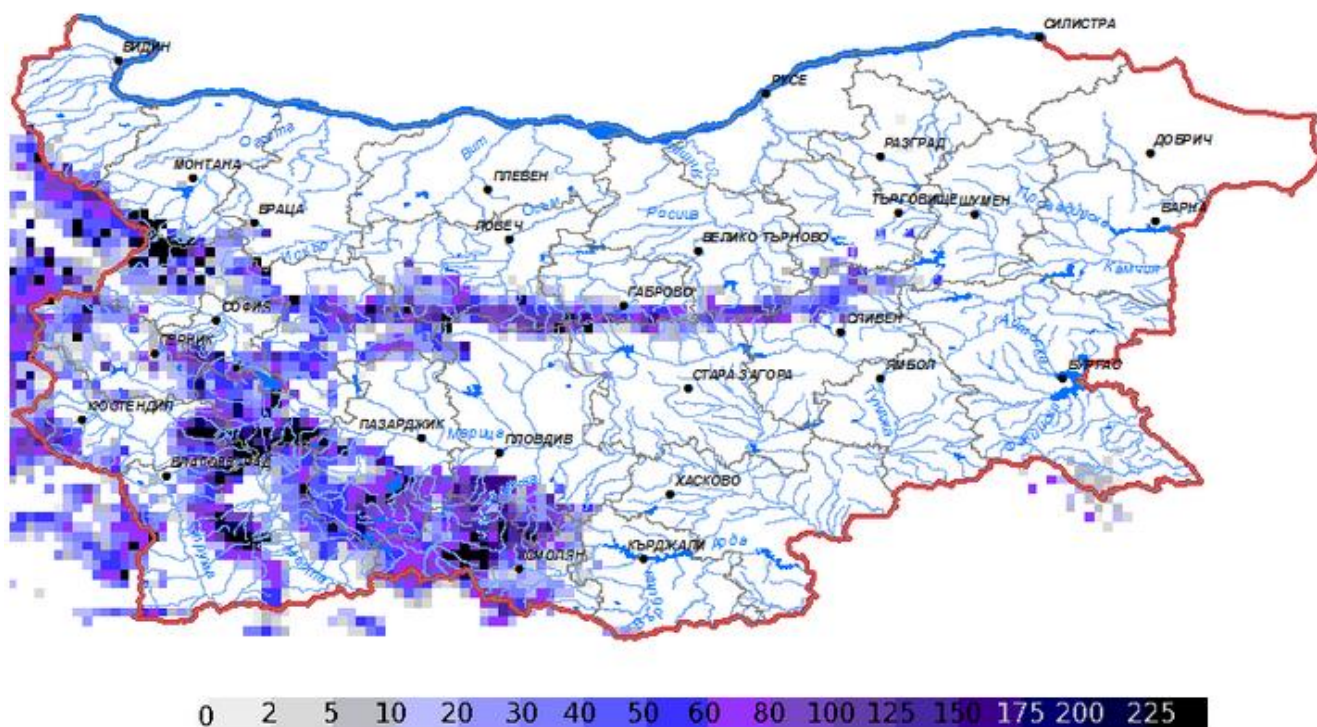 СИЛИСТРА
ВИДИН
РУСЕ
ДОБРИЧ
РАЗГРАД
МОНТАНА
Огоста
Вит
ПЛЕВЕН
ТЪРГОВИЩЕ
ШУМЕН
ВАРНА
ВРАЦА
Осъм
Росица
ЛОВЕЧ
ВЕЛИКО ТЪРНОВО
Искър
Камчия
ГАБРОВО
СОФИЯ
СЛИВЕН
ПЕРНИК
СТАРА ЗАГОРА
ЯМБОЛ
БУРГАС
КЮСТЕНДИЛ
Тунджа
ПАЗАРДЖИК
Марица
ПЛОВДИВ
ХАСКОВО
СМОЛЯН
КЪРДЖАЛИ
0 2 5 10 20 30 40 50 60 80 100 125 150 175 200 225